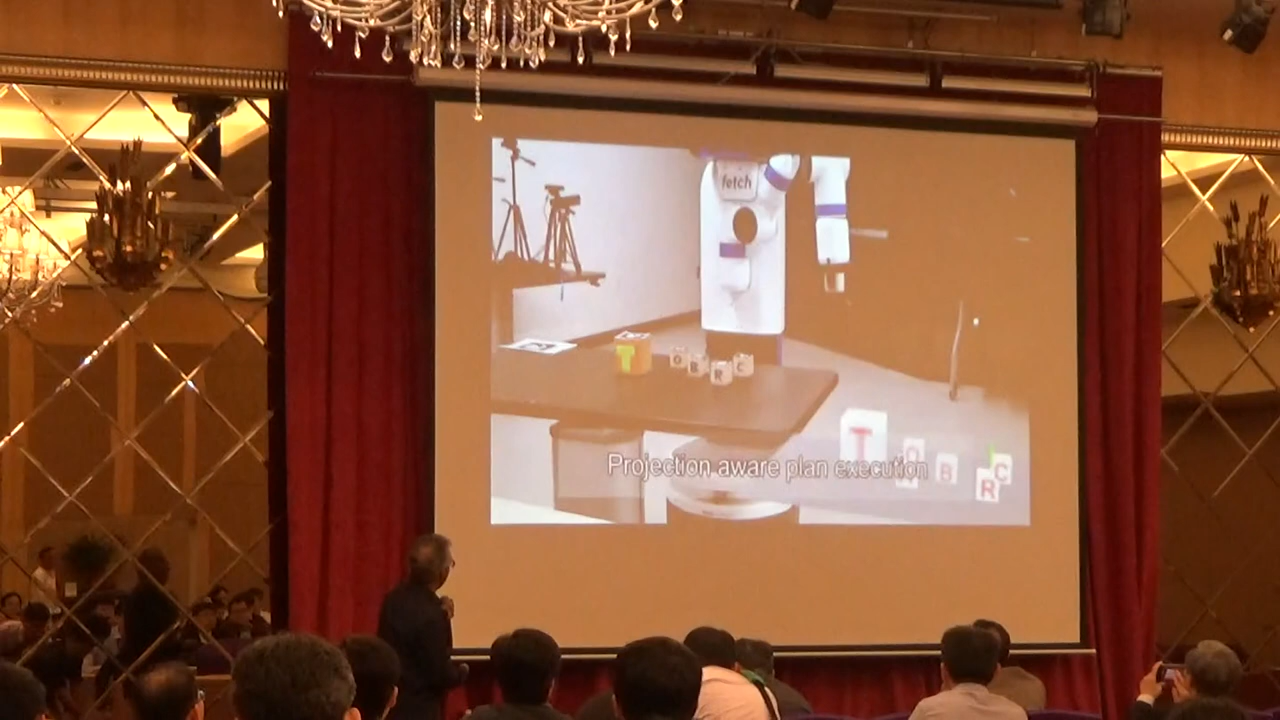 fetch
T
O B R C
T O B C
R
Projection aware plan execution